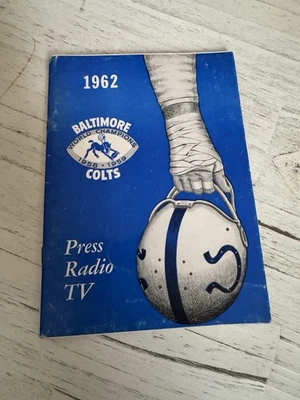 1962
BALTIMORE
WORLD CHAMPIONS
1958 - 1959
COLTS
Press
Radio
TV